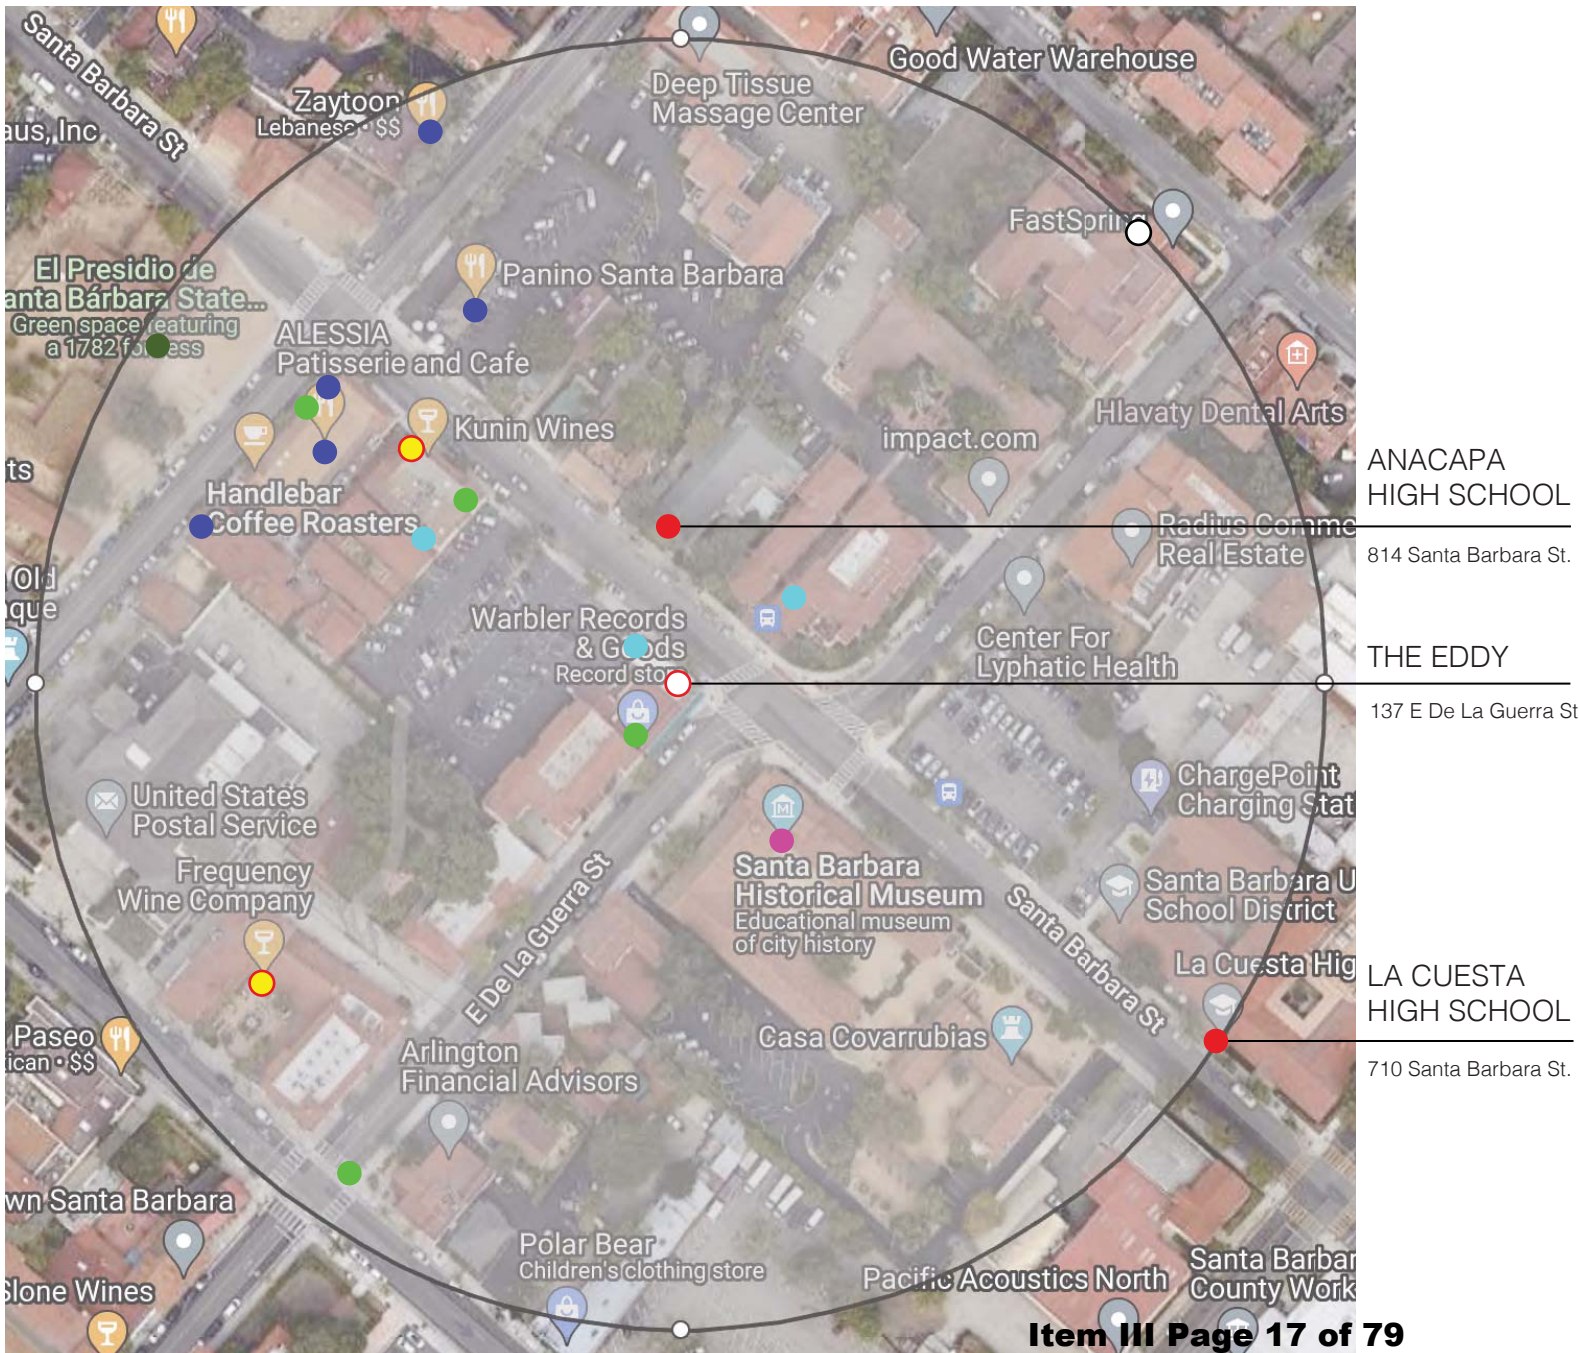 Santa Barbara St
Zaytoon
Lebanese • $$
aus, Inc
Deep Tissue
Massage Center
Good Water Warehouse
FastSpring
El Presidio de
anta Bárbara State...
Green space featuring
a 1782 fortress
Panino Santa Barbara
ALESSIA
Patisserie and Cafe
Kunin Wines
Hlavaty Dental Arts
impact.com
ts
Handlebar
Coffee Roasters
Radius Comme
Real Estate
ANACAPA
HIGH SCHOOL
814 Santa Barbara St.
Old
que
Warbler Records
& Goods
Record store
Center For
Lyphatic Health
THE EDDY
137 E De La Guerra St
United States
Postal Service
ChargePoint
Charging Stat
Frequency
Wine Company
E De La Guerra St
Santa Barbara
Historical Museum
Educational museum
of city history
Santa Barbara St
Santa Barbara U
School District
La Cuesta Hig
LA CUESTA
HIGH SCHOOL
710 Santa Barbara St.
Paseo
ican • $$
Arlington
Financial Advisors
Casa Covarrubias
wn Santa Barbara
Slone Wines
Polar Bear
Children's clothing store
Pacific Acoustics North
Santa Barbar
County Work
Item III Page 17 of 79